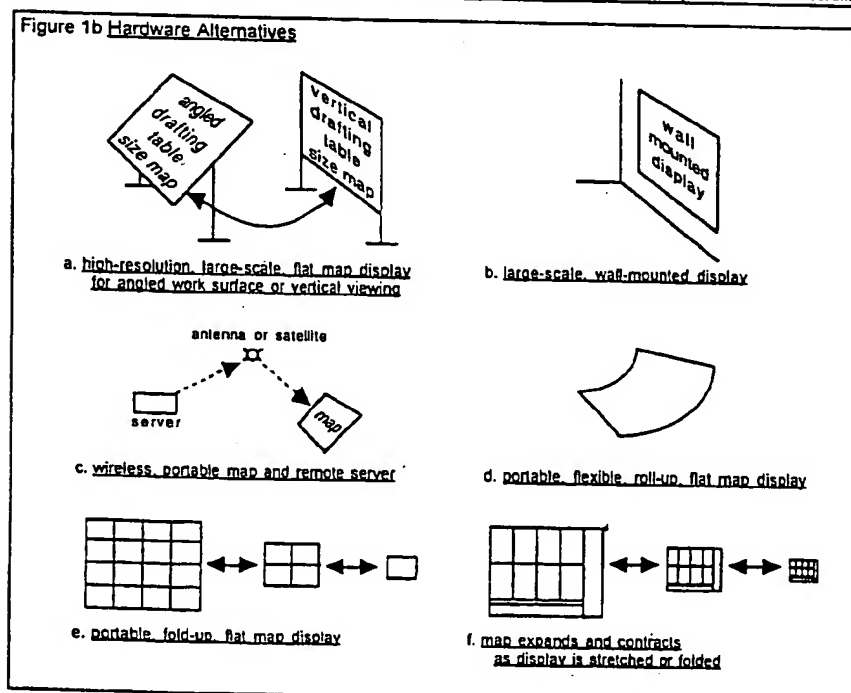 Figure 1b Hardware Alternatives
angled
drafting
table,
size map
vertical
drafting
table
size map
wall
mounted
display
a. high-resolution, large-scale, flat map display
for angled work surface or vertical viewing
b. large-scale, wall-mounted display
antenna or satellite
server
map
c. wireless, portable map and remote server
d. portable, flexible, roll-up, flat map display
e. portable, fold-up, flat map display
f. map expands and contracts
as display is stretched or folded